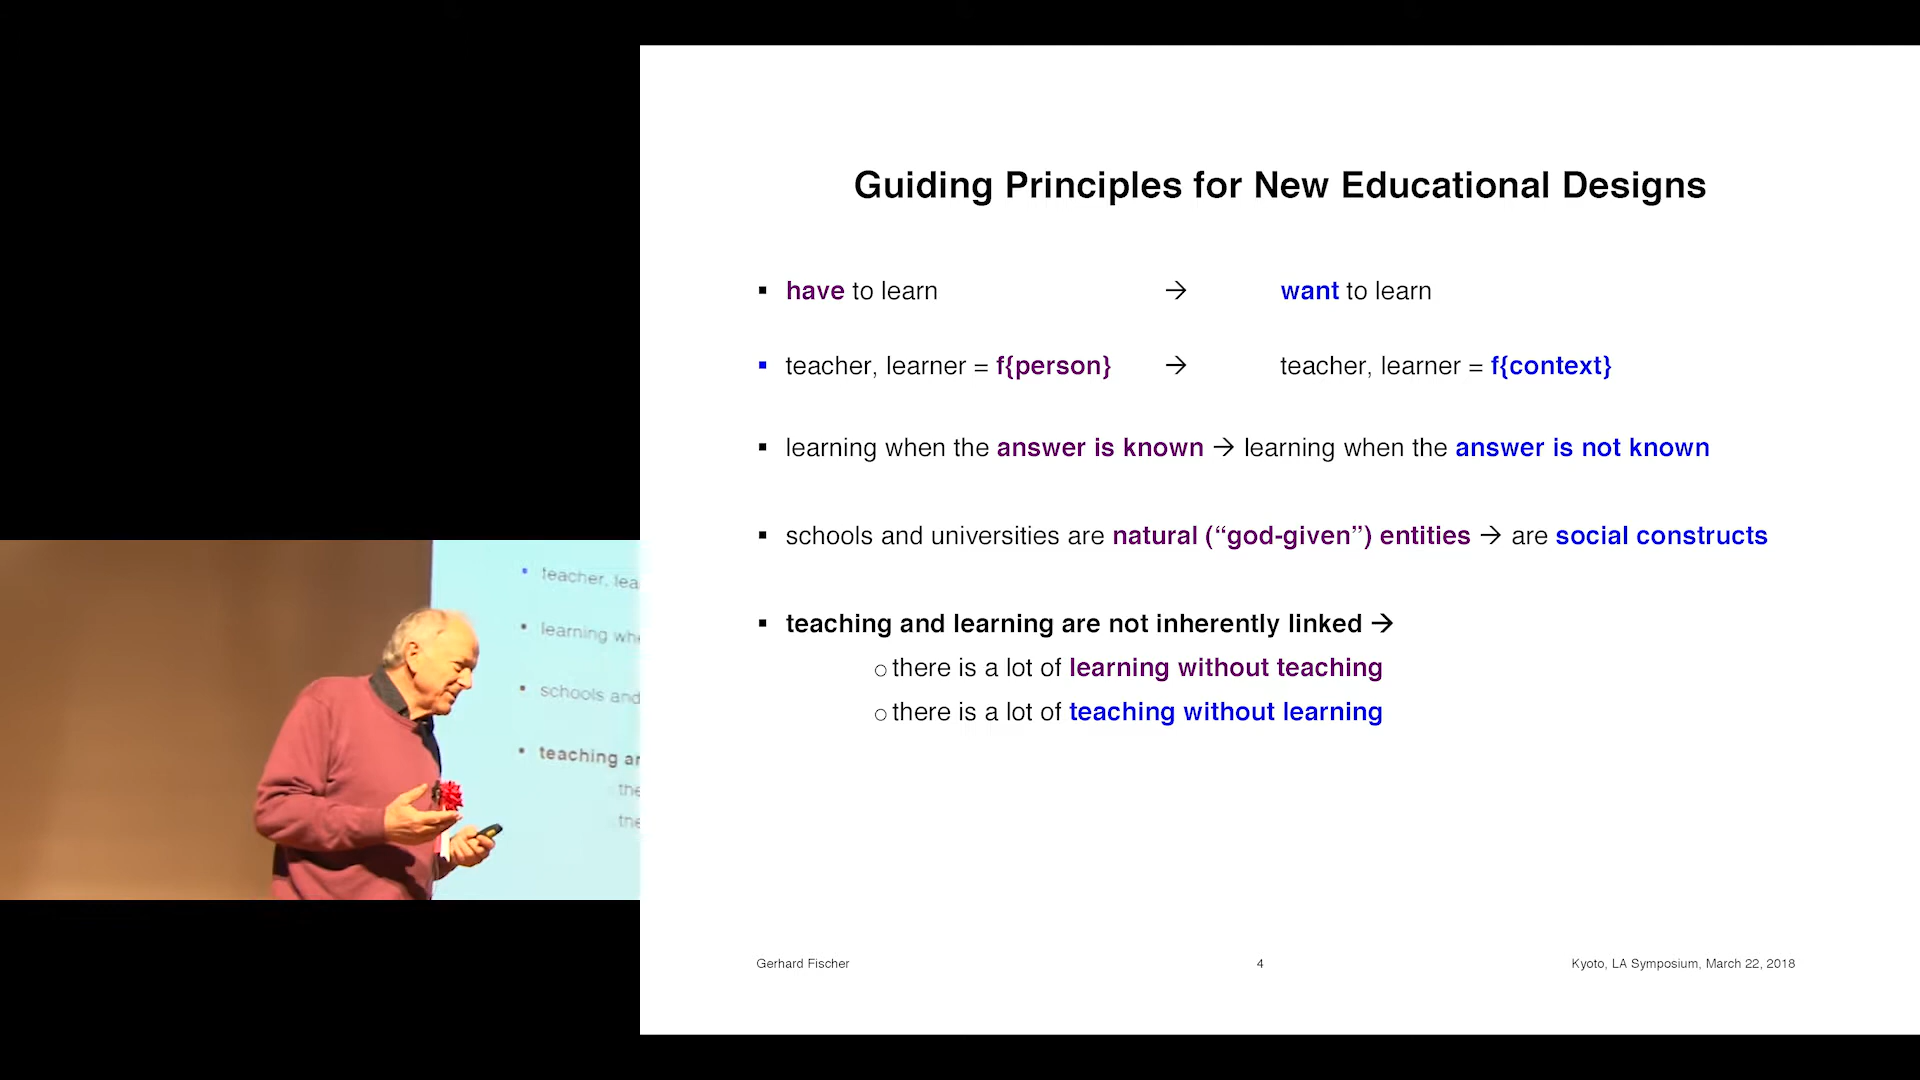 Guiding Principles for New Educational Designs
▪ have to learn → want to learn
▪ teacher, learner = f{person} → teacher, learner = f{context}
▪ learning when the answer is known → learning when the answer is not known
▪ schools and universities are natural (“god-given”) entities → are social constructs
▪ teaching and learning are not inherently linked →
○ there is a lot of learning without teaching
○ there is a lot of teaching without learning
Gerhard Fischer 4 Kyoto, LA Symposium, March 22, 2018
• teacher, lea
• learning whe
• schools and
• teaching ar
the
the